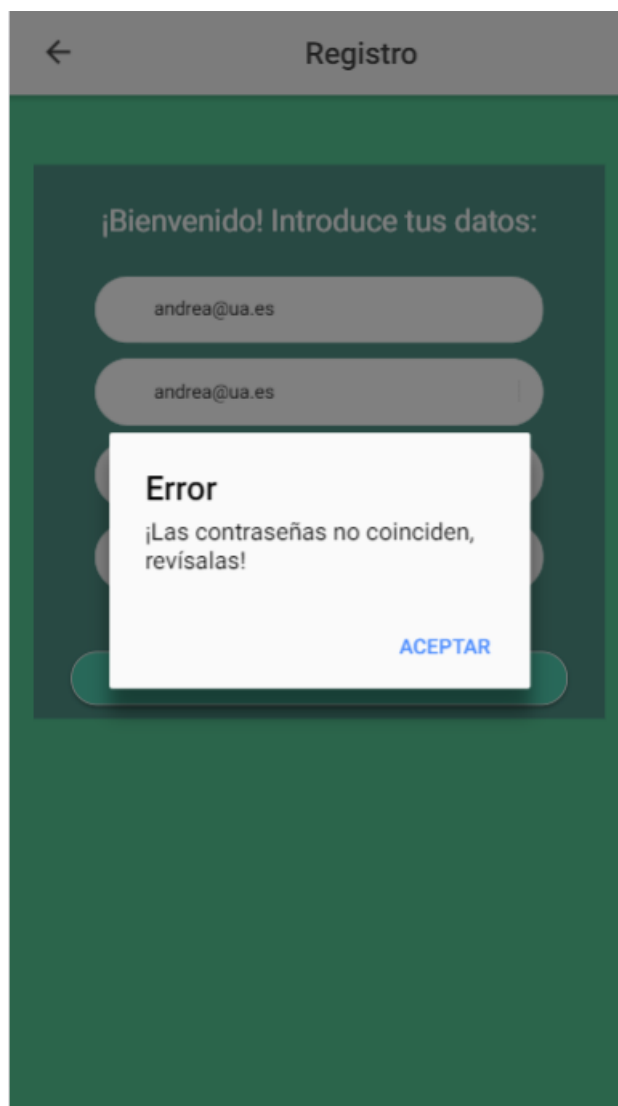 Registro
¡Bienvenido! Introduce tus datos:
andrea@ua.es
andrea@ua.es
Error
¡Las contraseñas no coinciden,
revísalas!
ACEPTAR